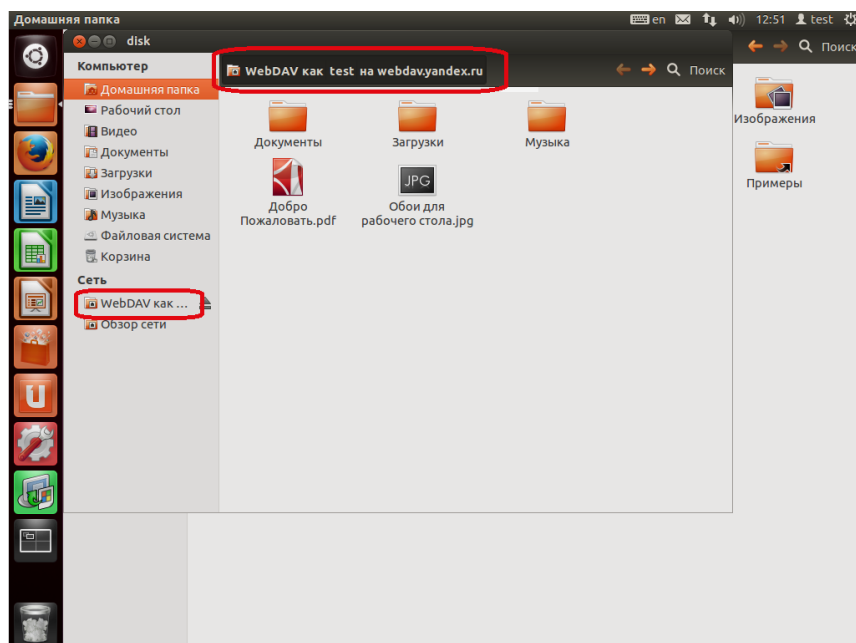 Домашняя папка
en
12:51
test
disk
Поиск
Компьютер
WebDAV как test на webdav.yandex.ru
Поиск
Домашняя папка
Рабочий стол
Видео
Документы
Загрузки
Изображения
Музыка
Файловая система
Корзина
Сеть
WebDAV как ...
Обзор сети
Документы
Загрузки
Музыка
JPG
Добро
Пожаловать.pdf
Обои для
рабочего стола.jpg
Изображения
Примеры